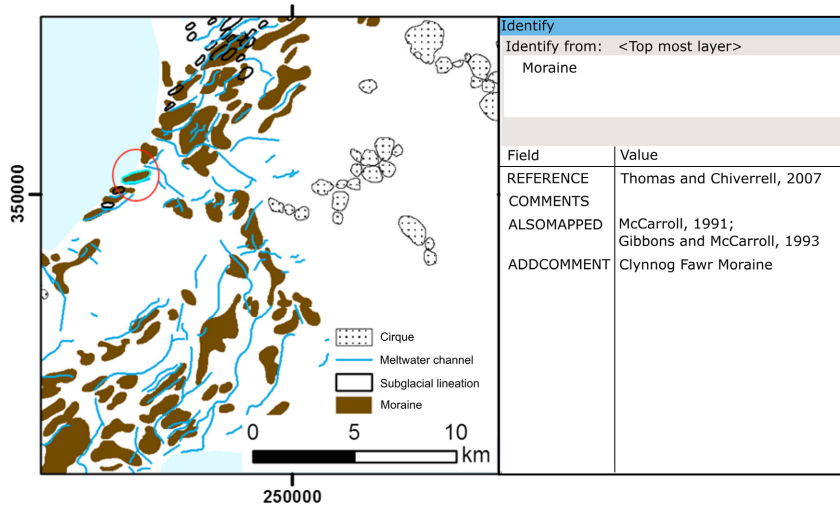 350000
Cirque
Meltwater channel
Subglacial lineation
Moraine
0 5 10
km
250000
Identify
Identify from: <Top most layer>
Moraine
Field Value
REFERENCE Thomas and Chiverrell, 2007
COMMENTS
ALSOMAPPED McCarroll, 1991;
Gibbons and McCarroll, 1993
ADDCOMMENT Clynnog Fawr Moraine